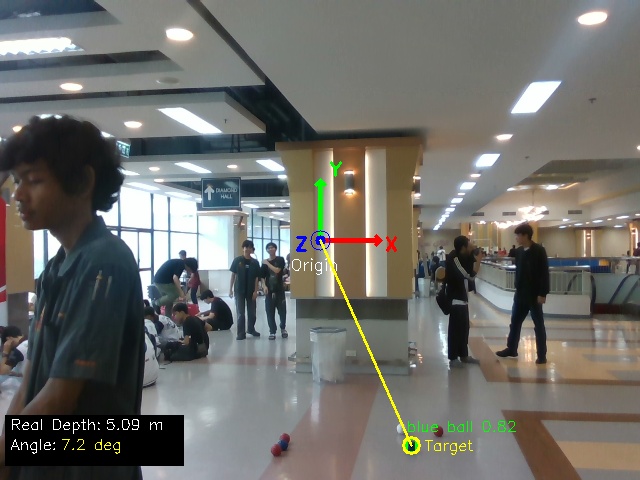 DIAMOND
HALL
Y
Z
X
Origin
blue ball 0.82
Target
Real Depth: 5.09 m
Angle: 7.2 deg